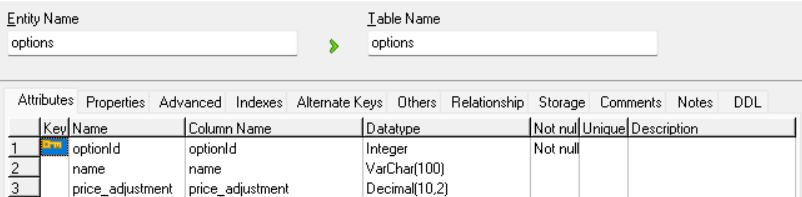 Entity Name Table Name
options options
Attributes Properties Advanced Indexes Alternate Keys Others Relationship Storage Comments Notes DDL
Key Name Column Name Datatype Not nul Unique Description
1 optionId optionId Integer Not null
2 name name VarChar(100)
3 price_adjustment price_adjustment Decimal(10,2)